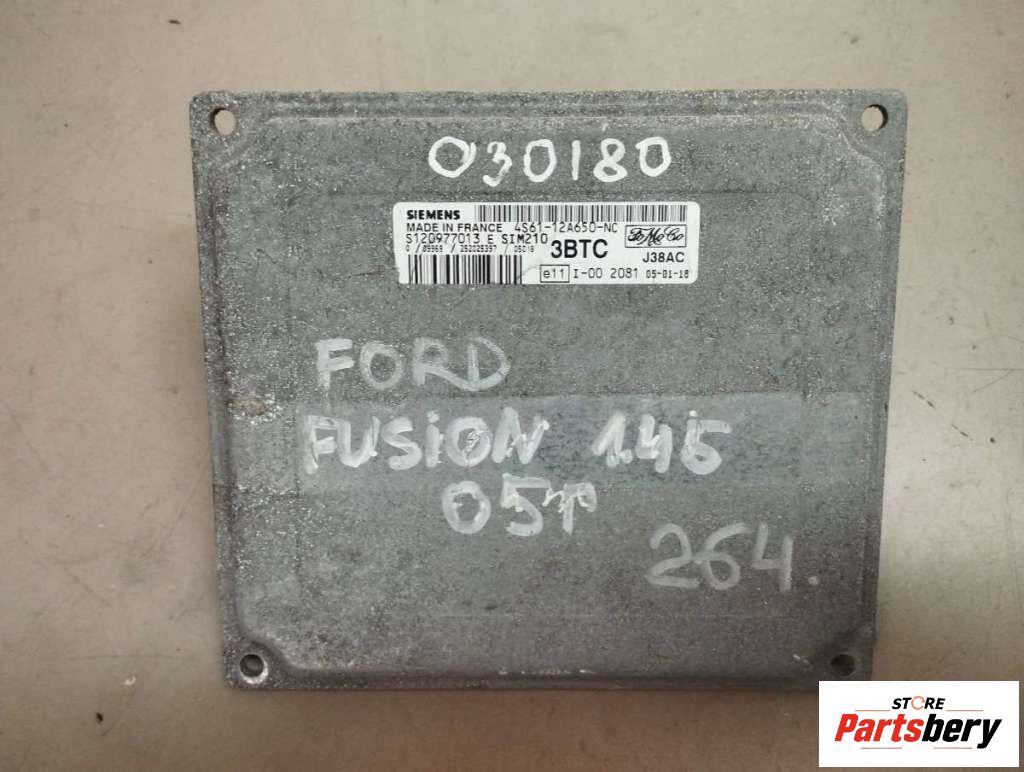 030180
SIEMENS
MADE IN FRANCE 4S61-12A650-NC
S120977013 E SIM210
3BTC
FoMoCo
J38AC
e11 I-00 2081 05-01-18
FORD
FUSION 1.4б
05г
264
STORE
Partsbery